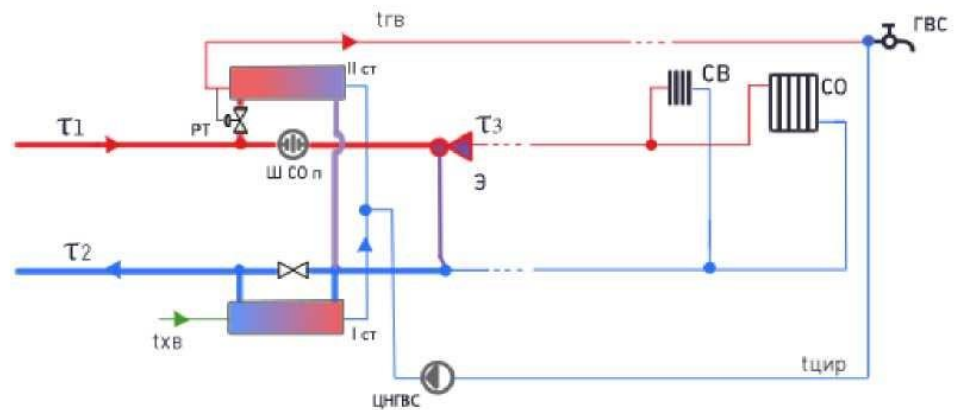 tгв
ГВС
II ст
СВ
СО
τ1
РТ
τ3
Ш СО п
Э
τ2
I ст
tхв
tцир
ЦНГВС